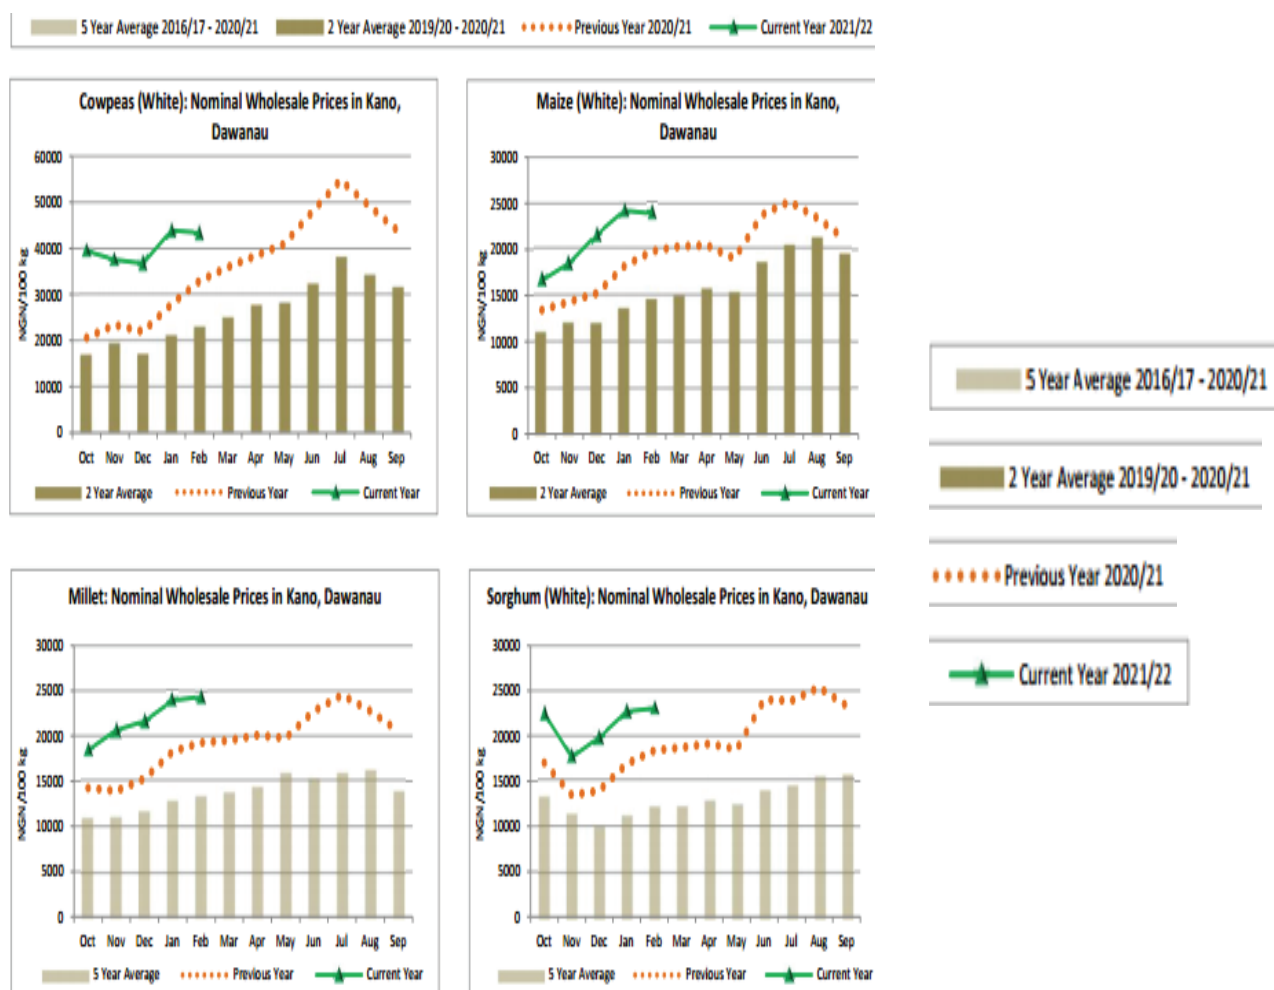 5 Year Average 2016/17 - 2020/21 2 Year Average 2019/20 - 2020/21 Previous Year 2020/21 Current Year 2021/22
Cowpeas (White): Nominal Wholesale Prices in Kano,
Dawanau
60000
50000
40000
30000
20000
10000
0
NGN/100 kg
Oct Nov Dec Jan Feb Mar Apr May Jun Jul Aug Sep
2 Year Average Previous Year Current Year
Maize (White): Nominal Wholesale Prices in Kano,
Dawanau
30000
25000
20000
15000
10000
5000
0
NGN/100 kg
Oct Nov Dec Jan Feb Mar Apr May Jun Jul Aug Sep
2 Year Average Previous Year Current Year
Millet: Nominal Wholesale Prices in Kano, Dawanau
30000
25000
20000
15000
10000
5000
0
NGN /100 kg
Oct Nov Dec Jan Feb Mar Apr May Jun Jul Aug Sep
5 Year Average Previous Year Current Year
Sorghum (White): Nominal Wholesale Prices in Kano, Dawanau
30000
25000
20000
15000
10000
5000
0
NGN /100 kg
Oct Nov Dec Jan Feb Mar Apr May Jun Jul Aug Sep
5 Year Average Previous Year Current Year
5 Year Average 2016/17 - 2020/21
2 Year Average 2019/20 - 2020/21
Previous Year 2020/21
Current Year 2021/22